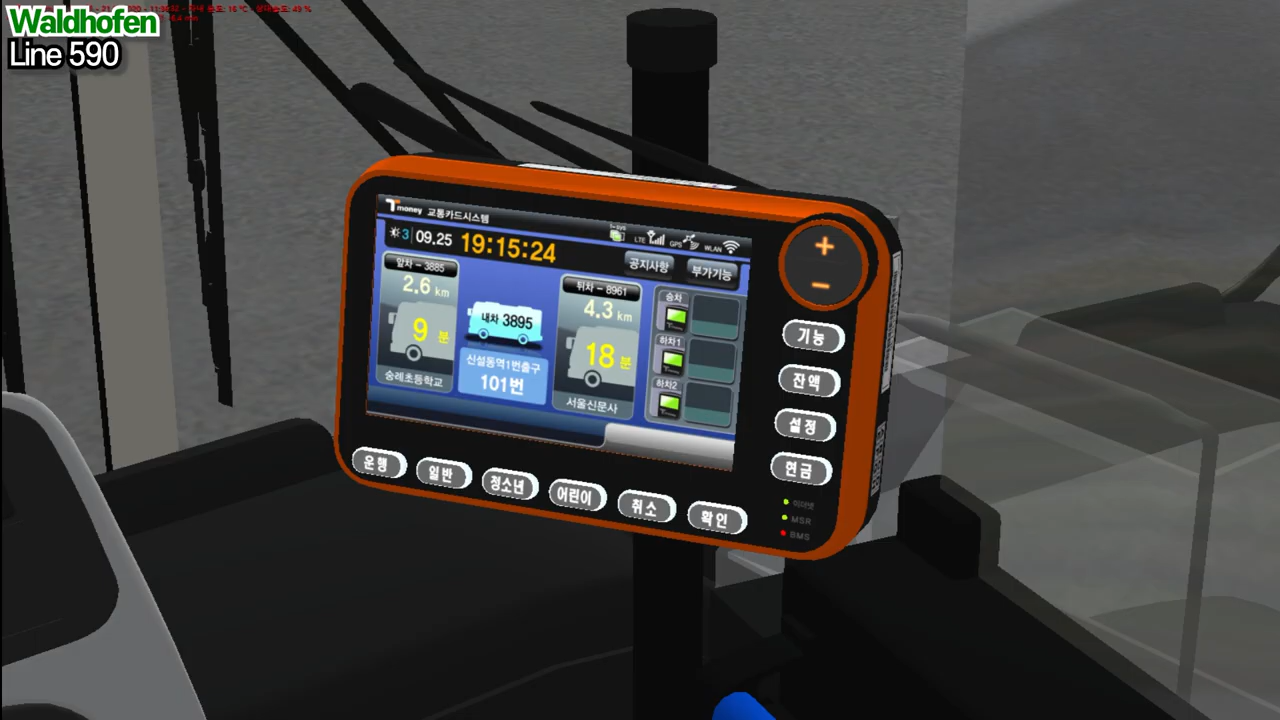 Waldhofen
Line 590
Tmoney 교통카드시스템
3 09.25 19:15:24
LTE GPS WLAN
공지사항 부가기능
앞차 - 3885
2.6 km
9 분
숭례초등학교
내차 3895
신설동역1번출구
101번
뒤차 - 8961
4.3 km
18 분
서울신문사
승차
하차1
하차2
+
-
기능
잔액
설정
현금
운행 일반 청소년 어린이 취소 확인
MSR
BMS